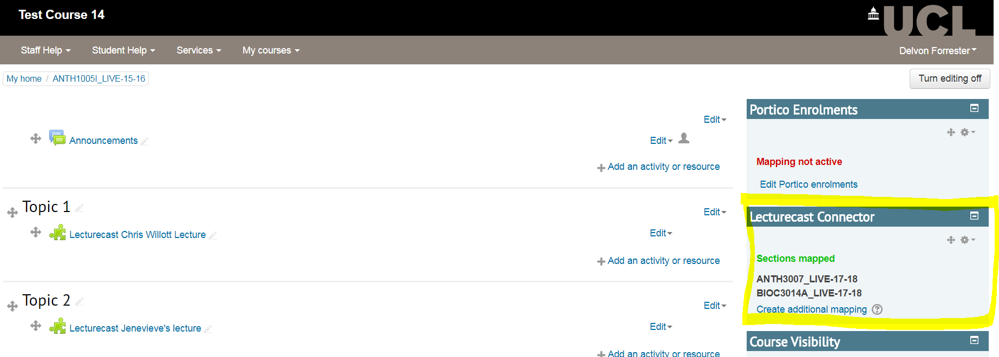 Test Course 14
UCL
Staff Help
Student Help
Services
My courses
Delvon Forrester
My home / ANTH1005I_LIVE-15-16
Turn editing off
Edit
Announcements
Edit
Add an activity or resource
Topic 1
Edit
Lecturecast Chris Willott Lecture
Edit
Add an activity or resource
Topic 2
Edit
Lecturecast Jenevieve's lecture
Edit
Add an activity or resource
Portico Enrolments
Mapping not active
Edit Portico enrolments
Lecturecast Connector
Sections mapped
ANTH3007_LIVE-17-18
BIOC3014A_LIVE-17-18
Create additional mapping ?
Course Visibility